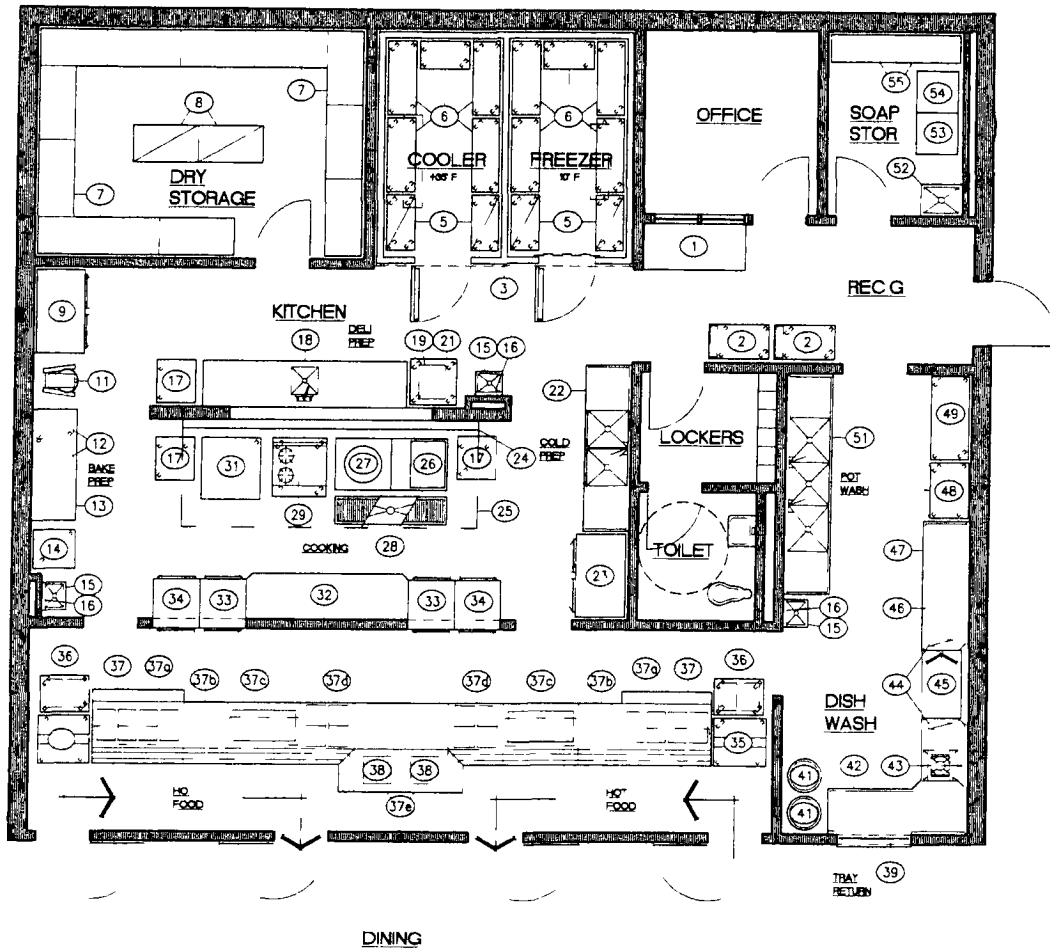 OFFICE
SOAP
STOR
COOLER
+35° F
FREEZER
DRY
STORAGE
REC G
KITCHEN
DELI
PREP
LOCKERS
COLD
PREP
BAKE
PREP
POT
WASH
COOKING
TOILET
DISH
WASH
HO
FOOD
HOT
FOOD
TRAY
RETURN
DINING
55
54
53
52
8
7
7
6
6
5
5
3
1
2
2
9
11
12
13
14
15
16
17
18
19
21
15
16
17
31
29
27
26
17
24
25
28
22
23
51
49
48
47
46
16
15
44
45
34
33
32
33
34
36
37
37a
37b
37c
37d
37d
37c
37b
37a
37
36
35
38
38
37e
41
41
42
43
39